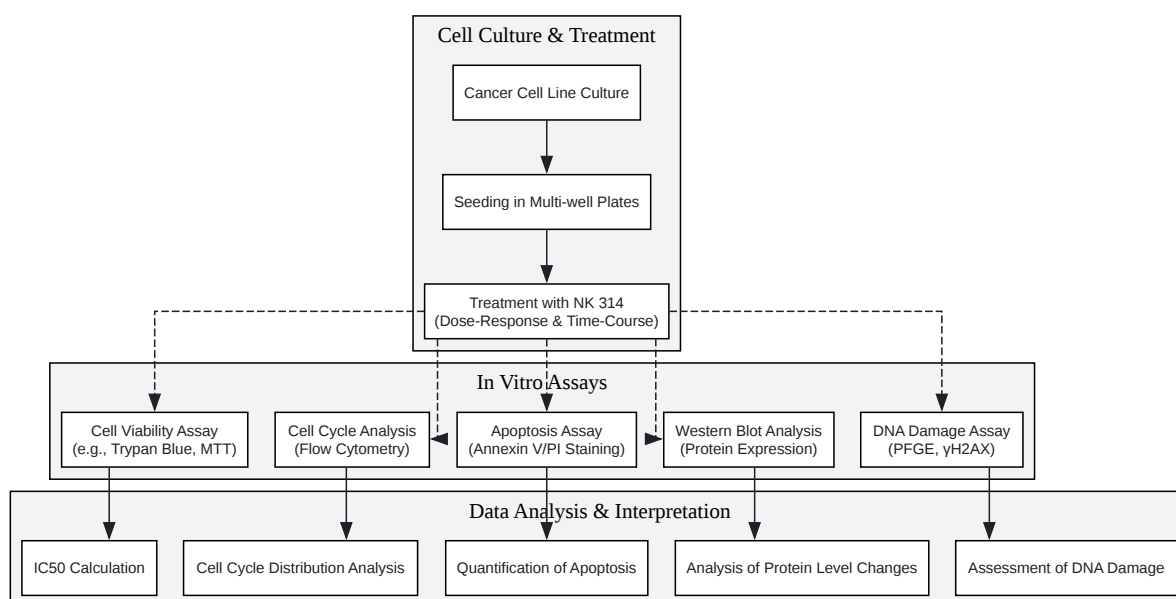 Cell Culture & Treatment
Cancer Cell Line Culture
Seeding in Multi-well Plates
Treatment with NK 314
(Dose-Response & Time-Course)
In Vitro Assays
Cell Viability Assay
(e.g., Trypan Blue, MTT)
Cell Cycle Analysis
(Flow Cytometry)
Apoptosis Assay
(Annexin V/PI Staining)
Western Blot Analysis
(Protein Expression)
DNA Damage Assay
(PFGE, γH2AX)
Data Analysis & Interpretation
IC50 Calculation
Cell Cycle Distribution Analysis
Quantification of Apoptosis
Analysis of Protein Level Changes
Assessment of DNA Damage